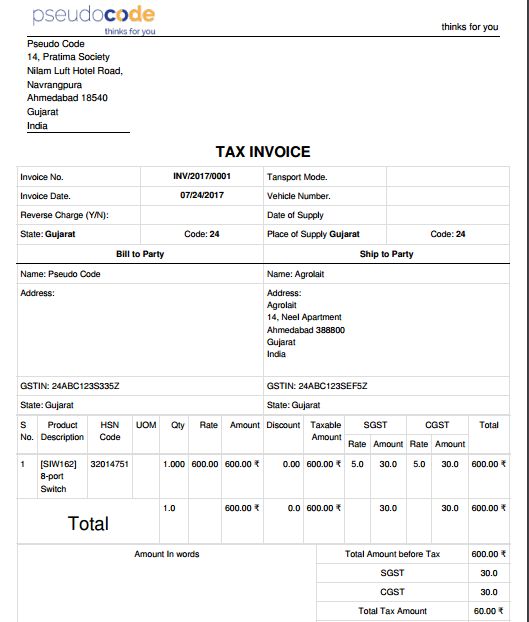 pseudocode
thinks for you
thinks for you
Pseudo Code
14, Pratima Society
Nilam Luft Hotel Road,
Navrangpura
Ahmedabad 18540
Gujarat
India
TAX INVOICE
Invoice No. INV/2017/0001 Tansport Mode.
Invoice Date. 07/24/2017 Vehicle Number.
Reverse Charge (Y/N): Date of Supply
State: Gujarat Code: 24 Place of Supply Gujarat Code: 24
Bill to Party Ship to Party
Name: Pseudo Code Name: Agrolait
Address: Address:
Agrolait
14, Neel Apartment
Ahmedabad 388800
Gujarat
India
GSTIN: 24ABC123S335Z GSTIN: 24ABC123SEF5Z
State: Gujarat State: Gujarat
S Product HSN UOM Qty Rate Amount Discount Taxable SGST CGST Total
No. Description Code Amount Rate Amount Rate Amount
1 [SIW162] 32014751 1.000 600.00 600.00 ₹ 0.00 600.00 ₹ 5.0 30.0 5.0 30.0 600.00 ₹
8-port
Switch
1.0 600.00 ₹ 0.0 600.00 ₹ 30.0 30.0 600.00 ₹
Total
Amount In words Total Amount before Tax 600.00 ₹
SGST 30.0
CGST 30.0
Total Tax Amount 60.00 ₹